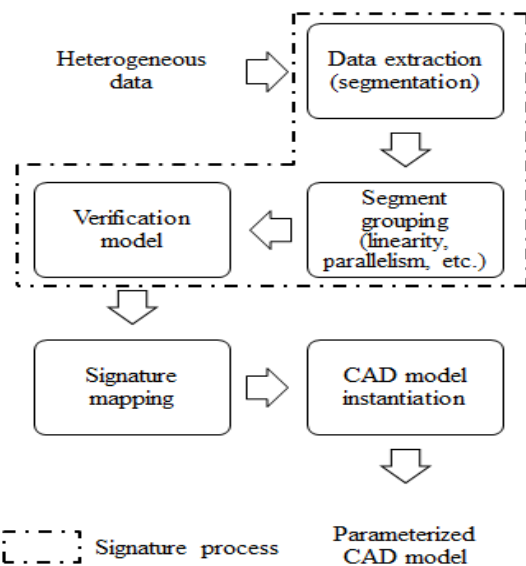 Heterogeneous
data
Data extraction
(segmentation)
Segment
grouping
(linearity,
parallelism, etc.)
Verification
model
Signature
mapping
CAD model
instantiation
Signature process
Parameterized
CAD model